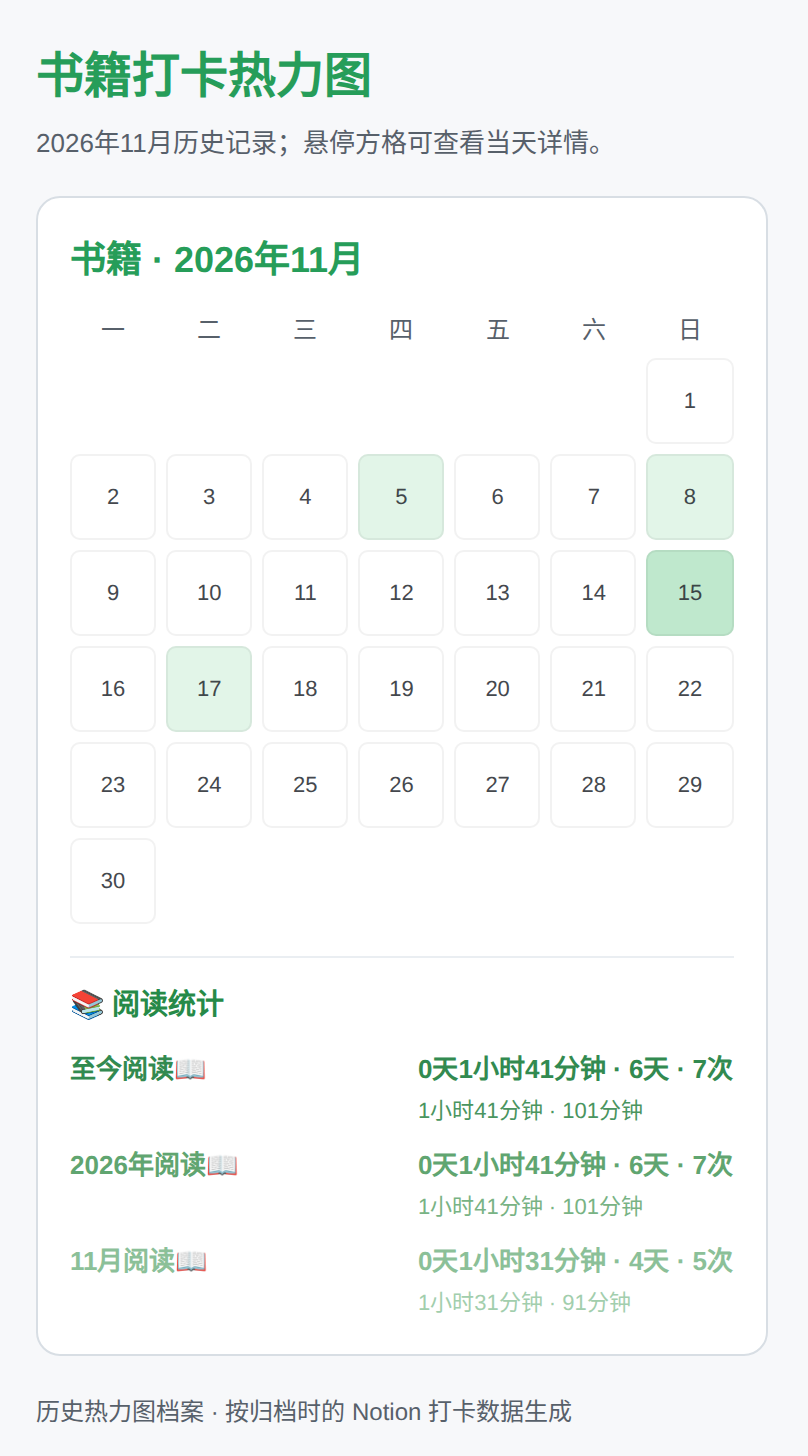 书籍打卡热力图
2026年11月历史记录；悬停方格可查看当天详情。
书籍 · 2026年11月
一 二 三 四 五 六 日
1
2 3 4 5 6 7 8
9 10 11 12 13 14 15
16 17 18 19 20 21 22
23 24 25 26 27 28 29
30
📚 阅读统计
至今阅读📖 0天1小时41分钟 · 6天 · 7次
1小时41分钟 · 101分钟
2026年阅读📖 0天1小时41分钟 · 6天 · 7次
1小时41分钟 · 101分钟
11月阅读📖 0天1小时31分钟 · 4天 · 5次
1小时31分钟 · 91分钟
历史热力图档案 · 按归档时的 Notion 打卡数据生成